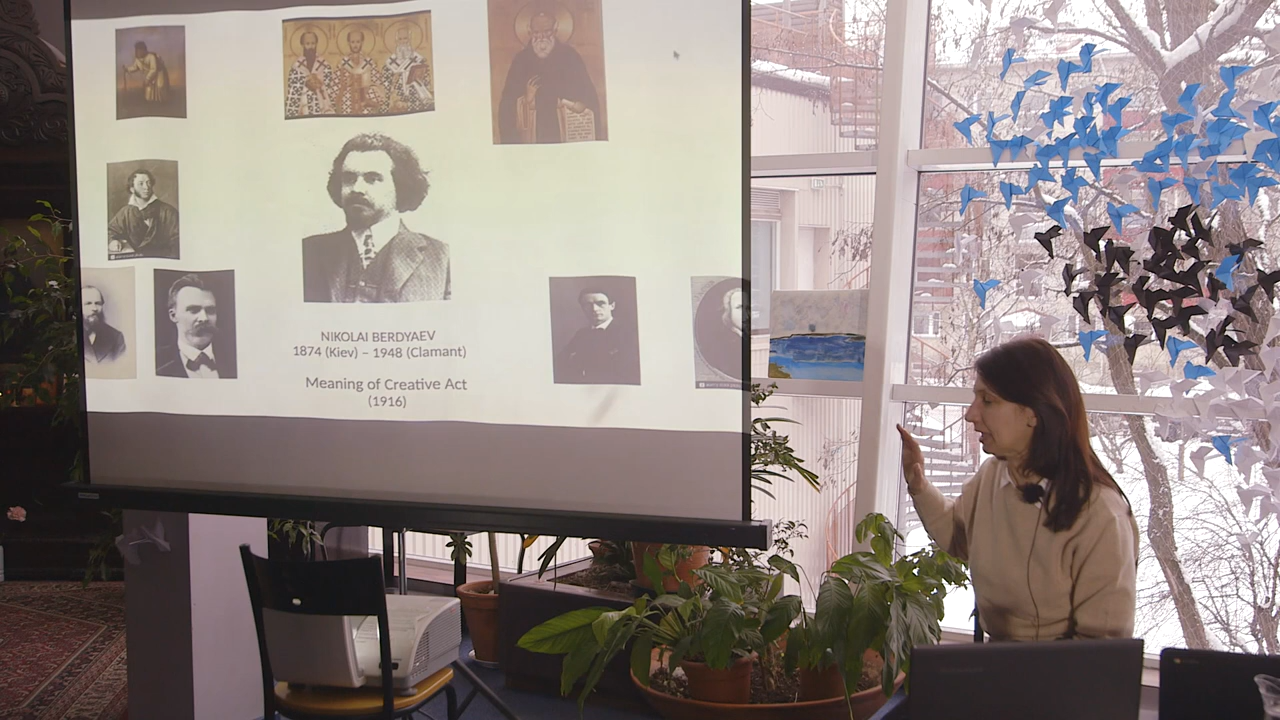 NIKOLAI BERDYAEV
1874 (Kiev) – 1948 (Clamant)
Meaning of Creative Act
(1916)